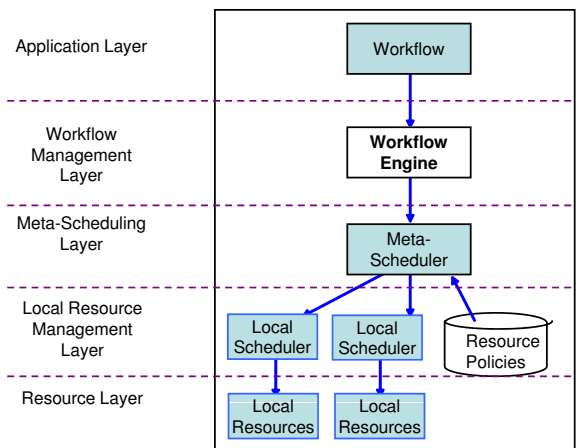 Application Layer
Workflow
Workflow
Management
Layer
Workflow
Engine
Meta-Scheduling
Layer
Meta-
Scheduler
Local Resource
Management
Layer
Local
Scheduler
Local
Scheduler
Resource
Policies
Resource Layer
Local
Resources
Local
Resources